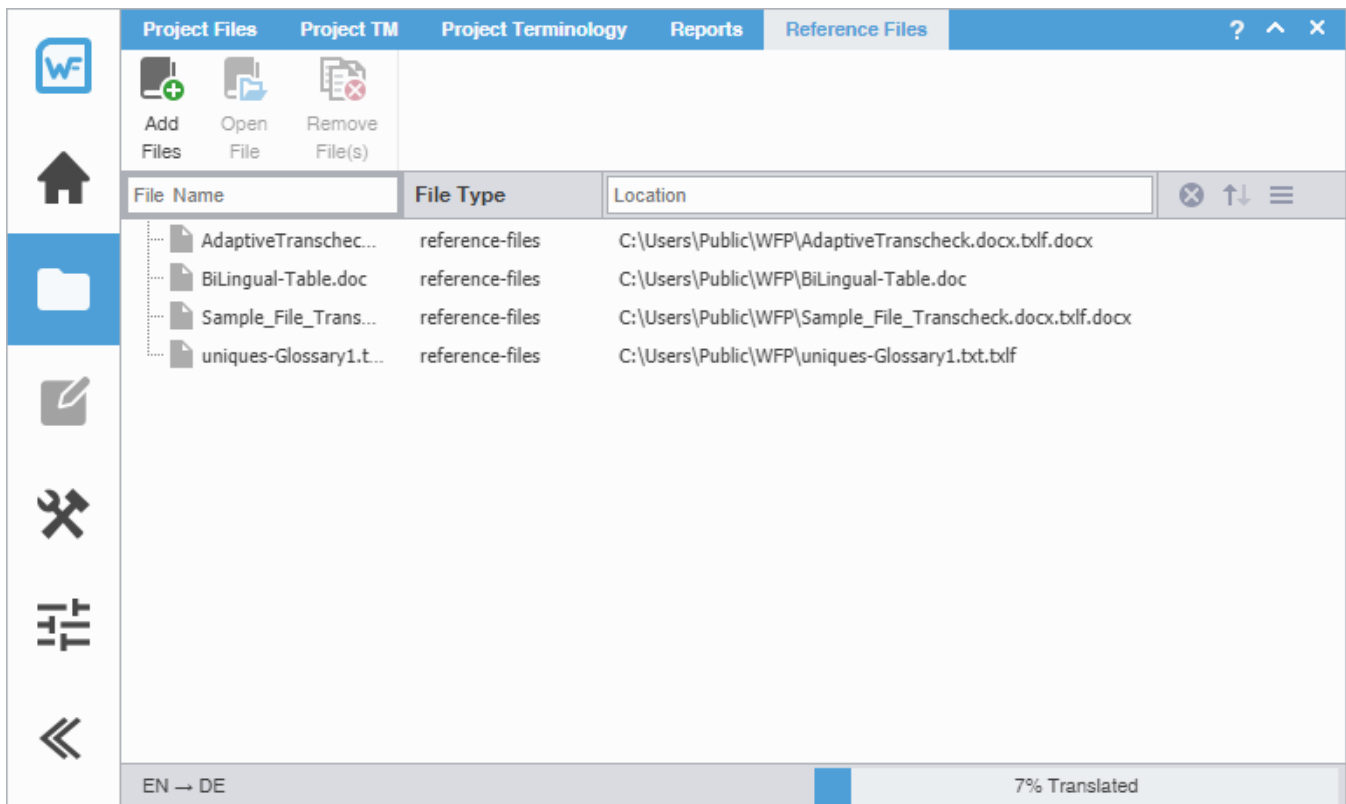 Project Files Project TM Project Terminology Reports Reference Files ?
WF
Add Files Open File Remove File(s)
File Name File Type Location
AdaptiveTranschec... reference-files C:\Users\Public\WFP\AdaptiveTranscheck.docx.txlf.docx
BiLingual-Table.doc reference-files C:\Users\Public\WFP\BiLingual-Table.doc
Sample_File_Trans... reference-files C:\Users\Public\WFP\Sample_File_Transcheck.docx.txlf.docx
uniques-Glossary1.t... reference-files C:\Users\Public\WFP\uniques-Glossary1.txt.txlf
EN → DE 7% Translated